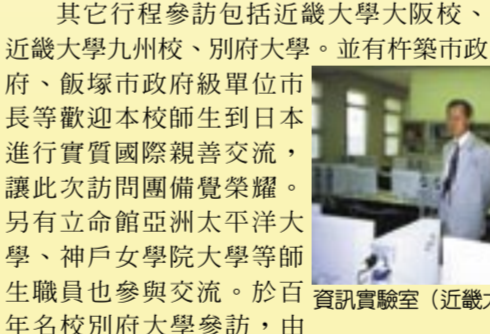 其它行程參訪包括近畿大學大阪校、
近畿大學九州校、別府大學。並有杵築市政
府、飯塚市政府級單位市
長等歡迎本校師生到日本
進行實質國際親善交流，
讓此次訪問團備覺榮耀。
另有立命館亞洲太平洋大
學、神戶女學院大學等師
生職員也參與交流。於百
年名校別府大學參訪，由
資訊實驗室（近畿大